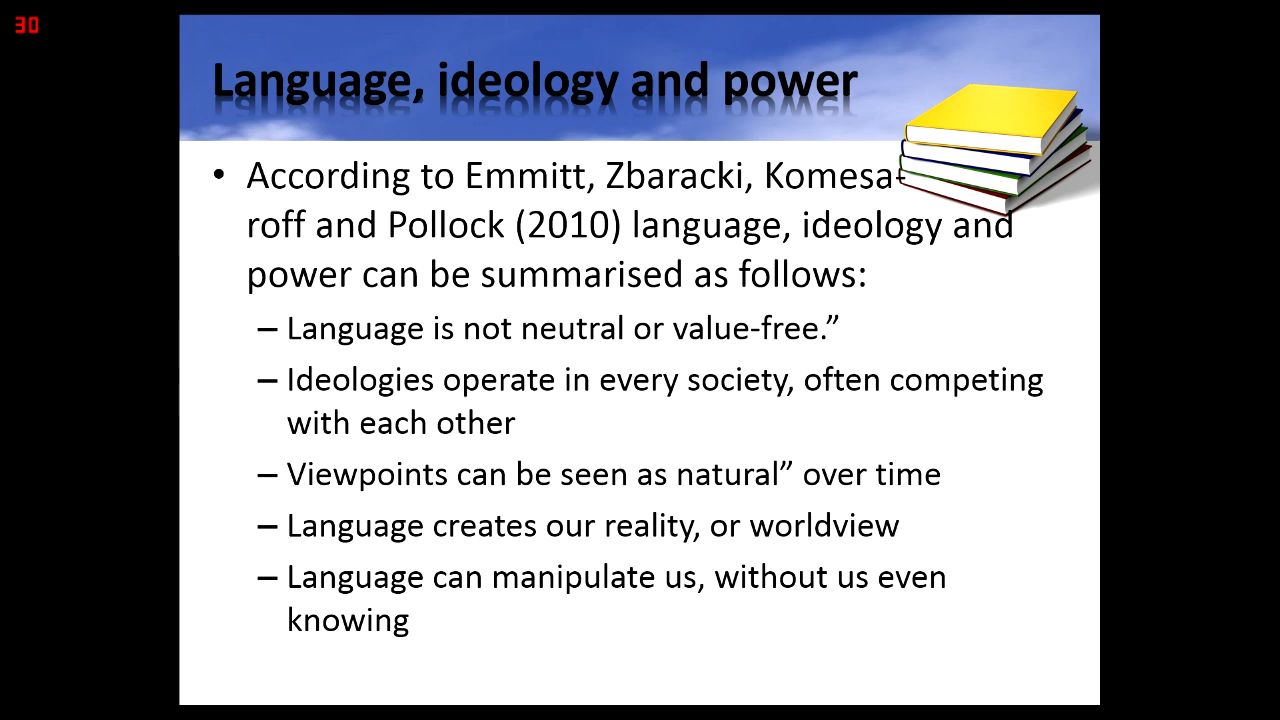 30
Language, ideology and power
• According to Emmitt, Zbaracki, Komesa-
roff and Pollock (2010) language, ideology and
power can be summarised as follows:
– Language is not neutral or value-free.”
– Ideologies operate in every society, often competing
with each other
– Viewpoints can be seen as natural” over time
– Language creates our reality, or worldview
– Language can manipulate us, without us even
knowing